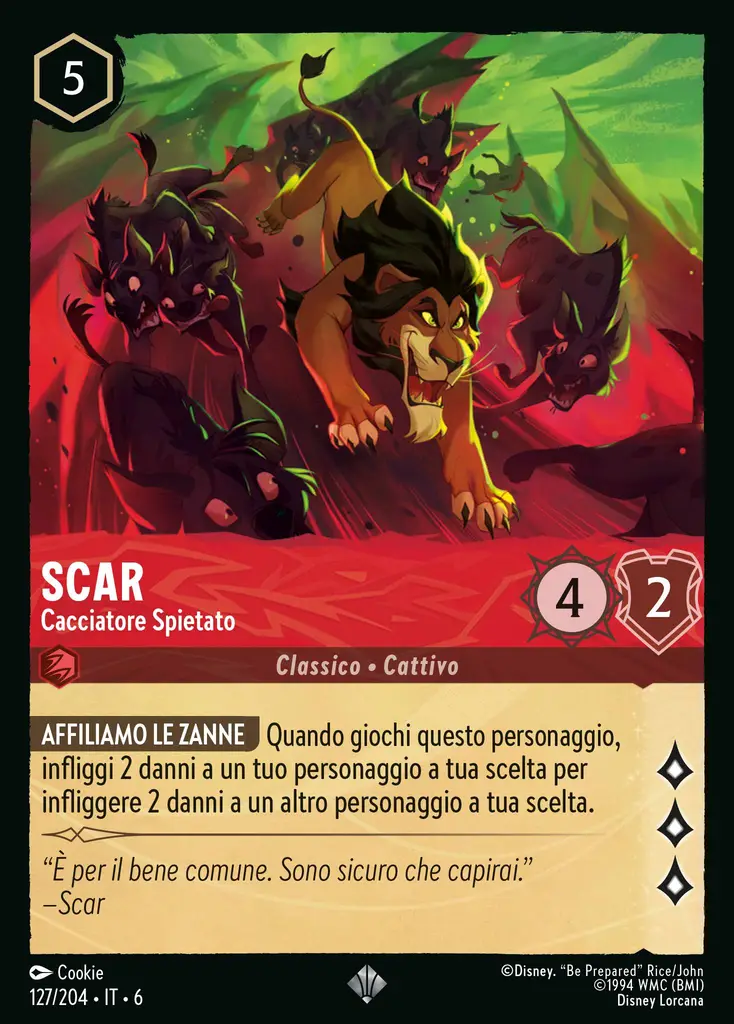 5
SCAR
Cacciatore Spietato
4
2
Classico • Cattivo
AFFILIAMO LE ZANNE Quando giochi questo personaggio,
infliggi 2 danni a un tuo personaggio a tua scelta per
infliggere 2 danni a un altro personaggio a tua scelta.
“È per il bene comune. Sono sicuro che capirai.”
–Scar
Cookie
127/204 • IT • 6
©Disney. “Be Prepared” Rice/John
©1994 WMC (BMI)
Disney Lorcana